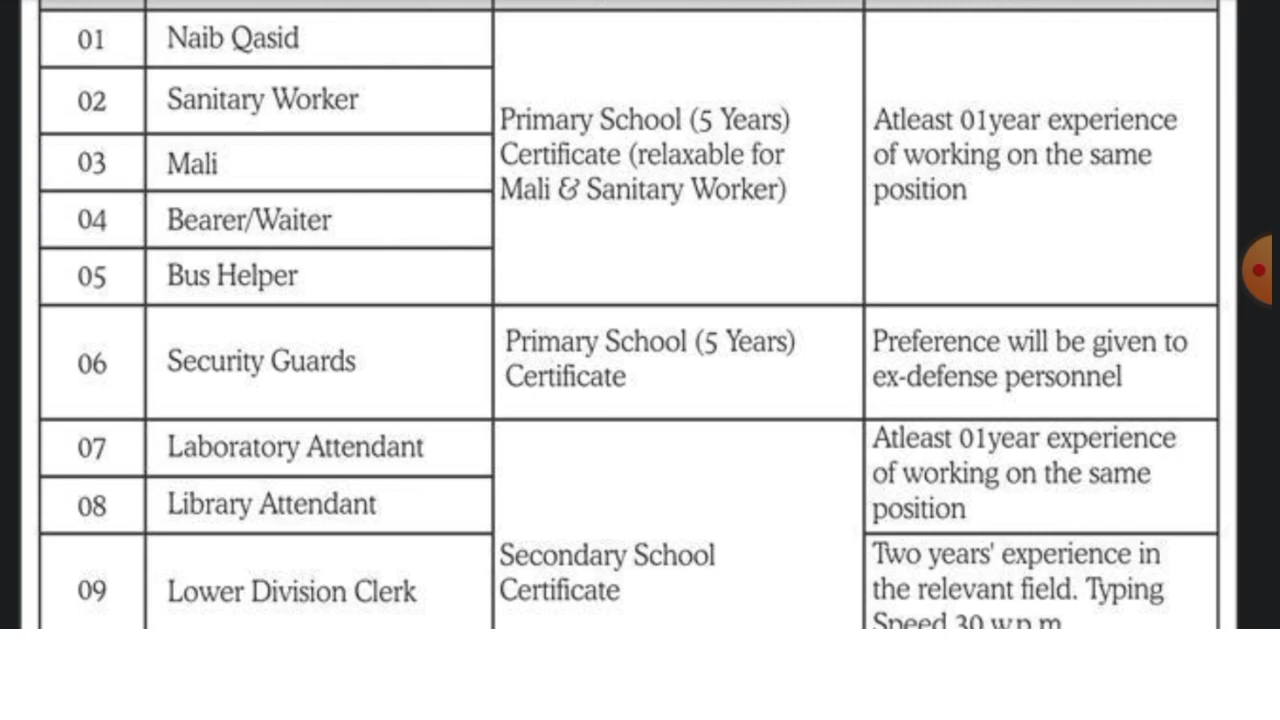 01
Naib Qasid
02
Sanitary Worker
03
Mali
04
Bearer/Waiter
05
Bus Helper
Primary School (5 Years)
Certificate (relaxable for
Mali & Sanitary Worker)
Atleast 01year experience
of working on the same
position
06
Security Guards
Primary School (5 Years)
Certificate
Preference will be given to
ex-defense personnel
07
Laboratory Attendant
08
Library Attendant
Atleast 01year experience
of working on the same
position
09
Lower Division Clerk
Secondary School
Certificate
Two years' experience in
the relevant field. Typing
Speed 30 w.p.m